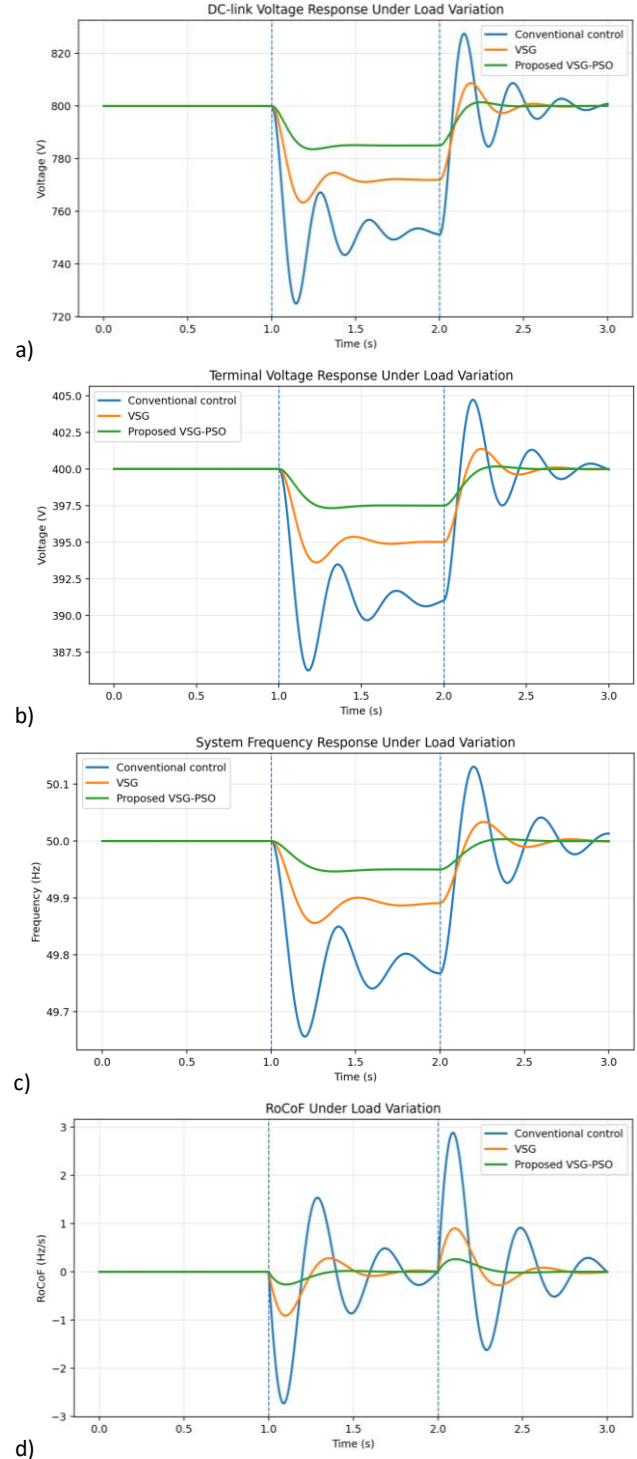 DC-link Voltage Response Under Load Variation
Conventional control
VSG
Proposed VSG-PSO
820
800
780
760
740
720
Voltage (V)
0.0 0.5 1.0 1.5 2.0 2.5 3.0
Time (s)
a)
Terminal Voltage Response Under Load Variation
Conventional control
VSG
Proposed VSG-PSO
405.0
402.5
400.0
397.5
395.0
392.5
390.0
387.5
Voltage (V)
0.0 0.5 1.0 1.5 2.0 2.5 3.0
Time (s)
b)
System Frequency Response Under Load Variation
Conventional control
VSG
Proposed VSG-PSO
50.1
50.0
49.9
49.8
49.7
Frequency (Hz)
0.0 0.5 1.0 1.5 2.0 2.5 3.0
Time (s)
c)
RoCoF Under Load Variation
Conventional control
VSG
Proposed VSG-PSO
3
2
1
0
−1
−2
−3
RoCoF (Hz/s)
0.0 0.5 1.0 1.5 2.0 2.5 3.0
Time (s)
d)